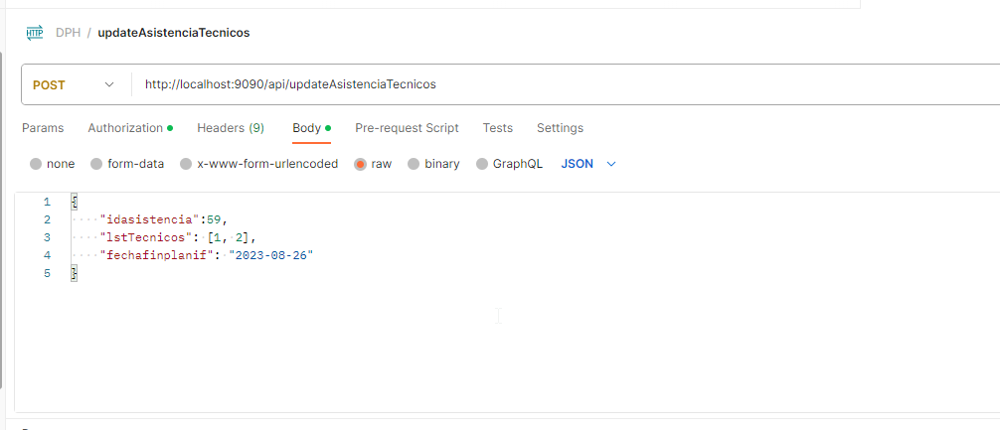 HTTP DPH / updateAsistenciaTecnicos
POST http://localhost:9090/api/updateAsistenciaTecnicos
Params Authorization Headers (9) Body Pre-request Script Tests Settings
none form-data x-www-form-urlencoded raw binary GraphQL JSON
1 {
2 "idasistencia":59,
3 "lstTecnicos": [1, 2],
4 "fechafinplanif": "2023-08-26"
5 }